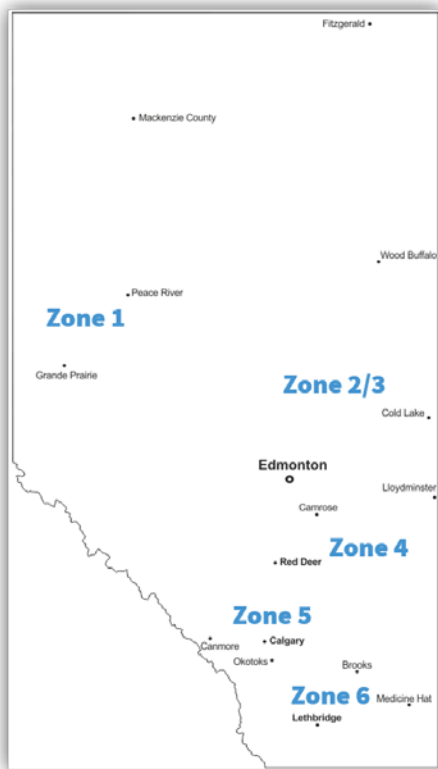 Fitzgerald
Mackenzie County
Wood Buffalo
Peace River
Zone 1
Grande Prairie
Zone 2/3
Cold Lake
Edmonton
Lloydminster
Camrose
Zone 4
Red Deer
Zone 5
Calgary
Canmore
Okotoks
Brooks
Zone 6
Medicine Hat
Lethbridge